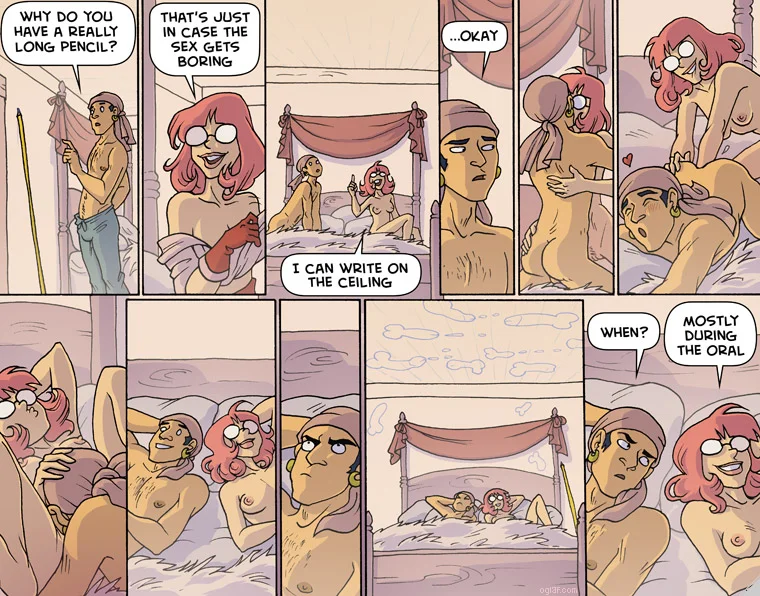 WHY DO YOU
HAVE A REALLY
LONG PENCIL?
THAT'S JUST
IN CASE THE
SEX GETS
BORING
I CAN WRITE ON
THE CEILING
...OKAY
WHEN?
MOSTLY
DURING
THE ORAL
oglaf.com